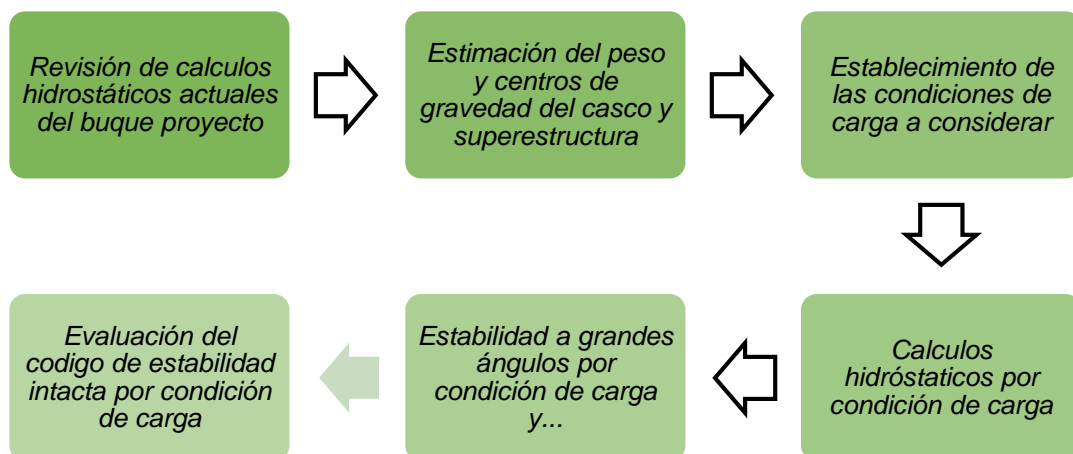 Revisión de calculos
hidrostáticos actuales
del buque proyecto
Estimación del peso
y centros de
gravedad del casco y
superestructura
Establecimiento de
las condiciones de
carga a considerar
Calculos
hidróstaticos por
condición de carga
Estabilidad a grandes
ángulos por
condición de carga
y...
Evaluación del
codigo de estabilidad
intacta por condición
de carga